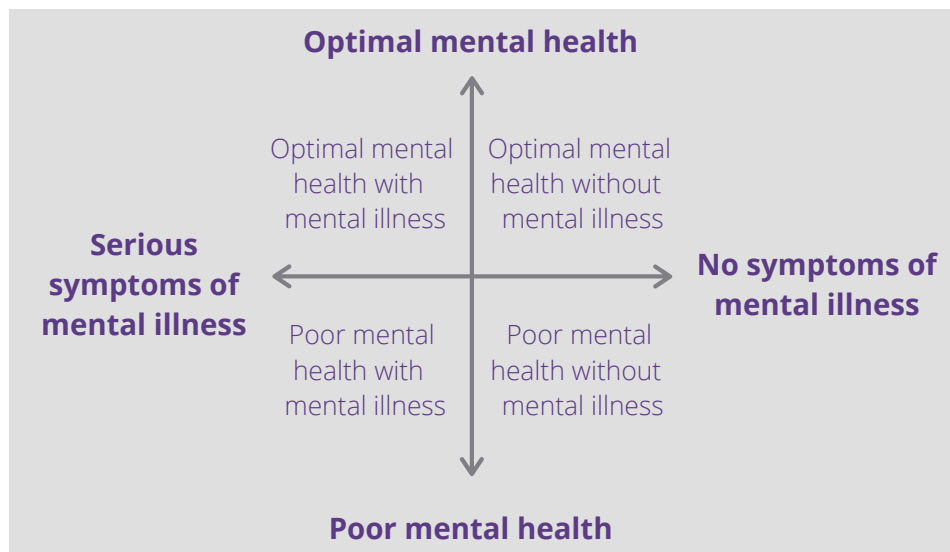 Optimal mental health
Optimal mental
health with
mental illness
Optimal mental
health without
mental illness
Serious
symptoms of
mental illness
No symptoms of
mental illness
Poor mental
health with
mental illness
Poor mental
health without
mental illness
Poor mental health